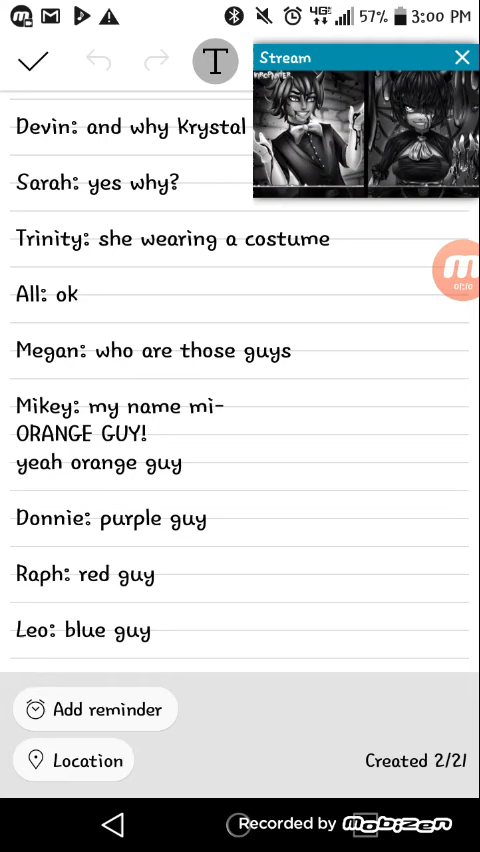 4GE 57% 3:00 PM
T
Stream
Devin: and why Krystal
Sarah: yes why?
Trinity: she wearing a costume
All: ok
Megan: who are those guys
Mikey: my name mi-
ORANGE GUY!
yeah orange guy
Donnie: purple guy
Raph: red guy
Leo: blue guy
Add reminder
Location
Created 2/21
Recorded by mobizen